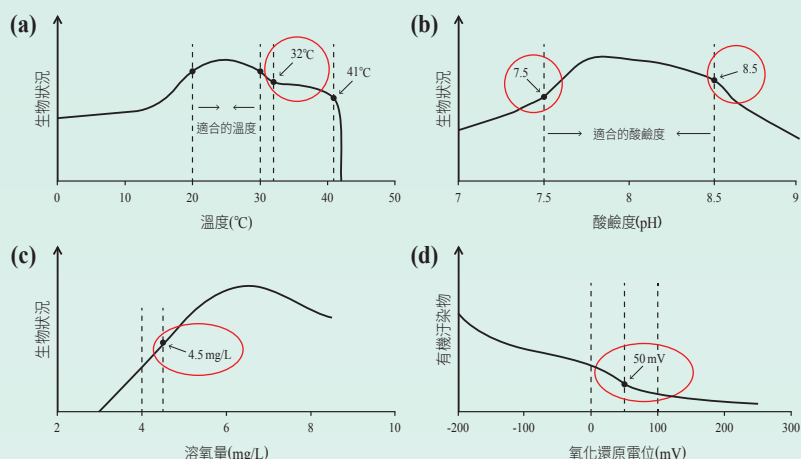 (a)
生物狀況
32℃
41℃
適合的溫度
0
10
20
30
40
50
溫度(℃)
(b)
生物狀況
7.5
8.5
適合的酸鹼度
7
7.5
8
8.5
9
酸鹼度(pH)
(c)
生物狀況
4.5 mg/L
2
4
6
8
10
溶氧量(mg/L)
(d)
有機汙染物
50 mV
-200
-100
0
100
200
300
氧化還原電位(mV)